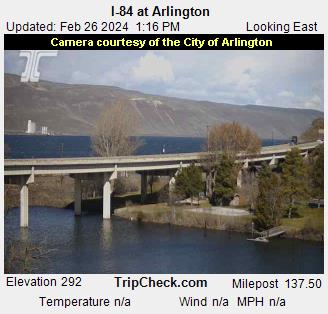 I-84 at Arlington
Updated: Feb 26 2024 1:16 PM Looking East
Camera courtesy of the City of Arlington
Elevation 292 TripCheck.com Milepost 137.50
Temperature n/a Wind n/a MPH n/a